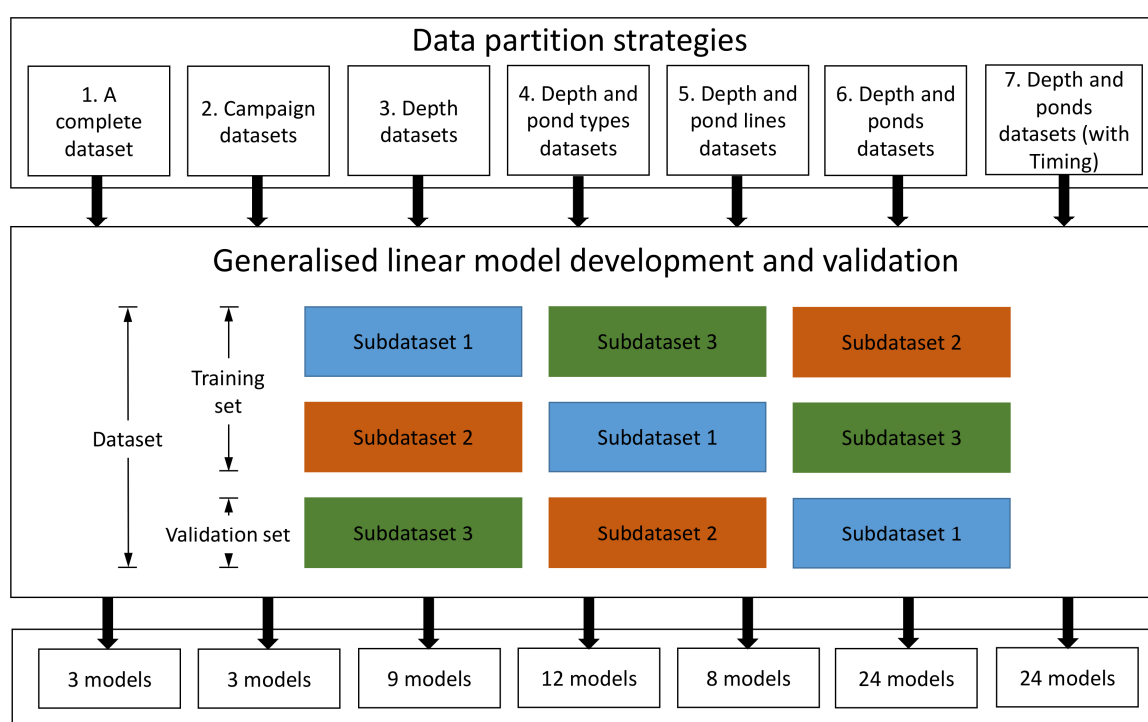 Data partition strategies
1. A
complete
dataset
2. Campaign
datasets
3. Depth
datasets
4. Depth and
pond types
datasets
5. Depth and
pond lines
datasets
6. Depth and
ponds
datasets
7. Depth and
ponds
datasets (with
Timing)
Generalised linear model development and validation
Dataset
Training
set
Validation set
Subdataset 1
Subdataset 3
Subdataset 2
Subdataset 2
Subdataset 1
Subdataset 3
Subdataset 3
Subdataset 2
Subdataset 1
3 models
3 models
9 models
12 models
8 models
24 models
24 models